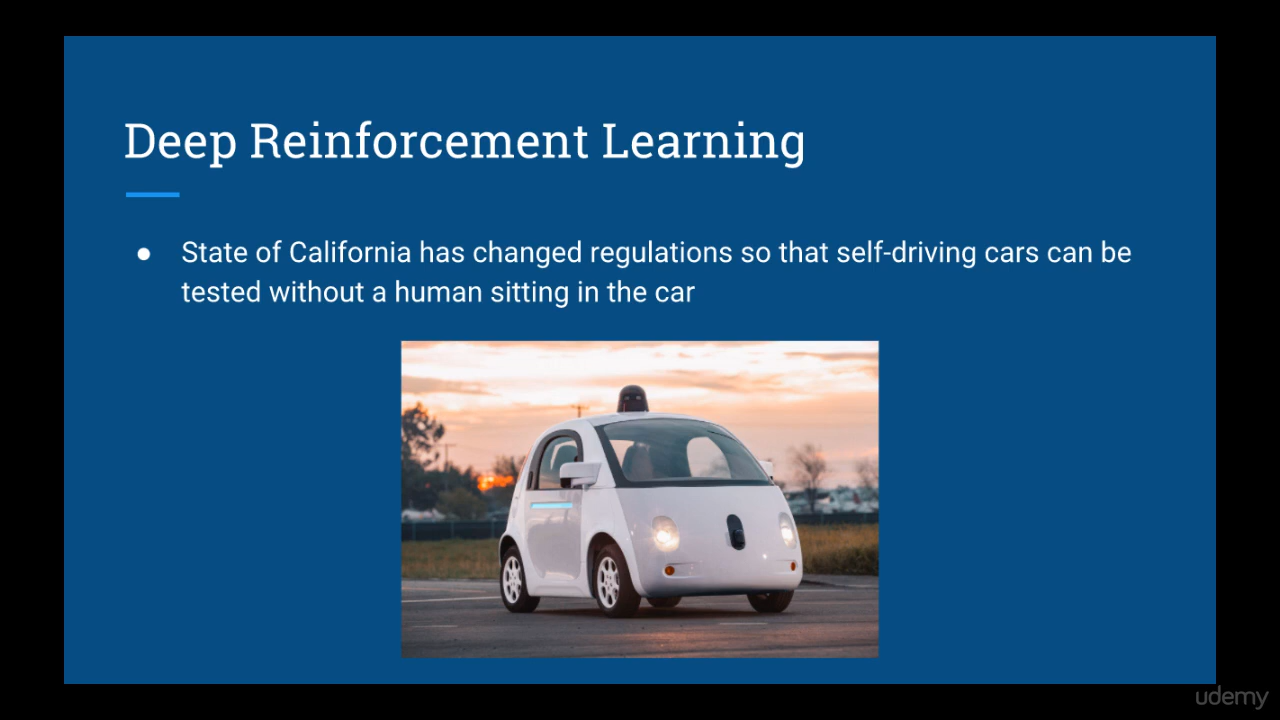 Deep Reinforcement Learning
● State of California has changed regulations so that self-driving cars can be
tested without a human sitting in the car
udemy